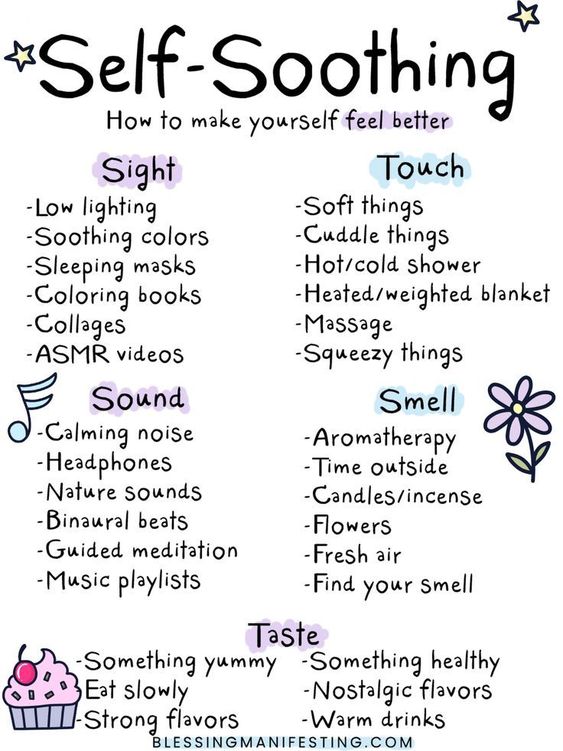 Self-Soothing
How to make yourself feel better
Sight
-Low lighting
-Soothing colors
-Sleeping masks
-Coloring books
-Collages
-ASMR videos
Touch
-Soft things
-Cuddle things
-Hot/cold shower
-Heated/weighted blanket
-Massage
-Squeezy things
Sound
-Calming noise
-Headphones
-Nature sounds
-Binaural beats
-Guided meditation
-Music playlists
Smell
-Aromatherapy
-Time outside
-Candles/incense
-Flowers
-Fresh air
-Find your smell
Taste
-Something yummy
-Eat slowly
-Strong flavors
-Something healthy
-Nostalgic flavors
-Warm drinks
BLESSINGMANIFESTING.COM